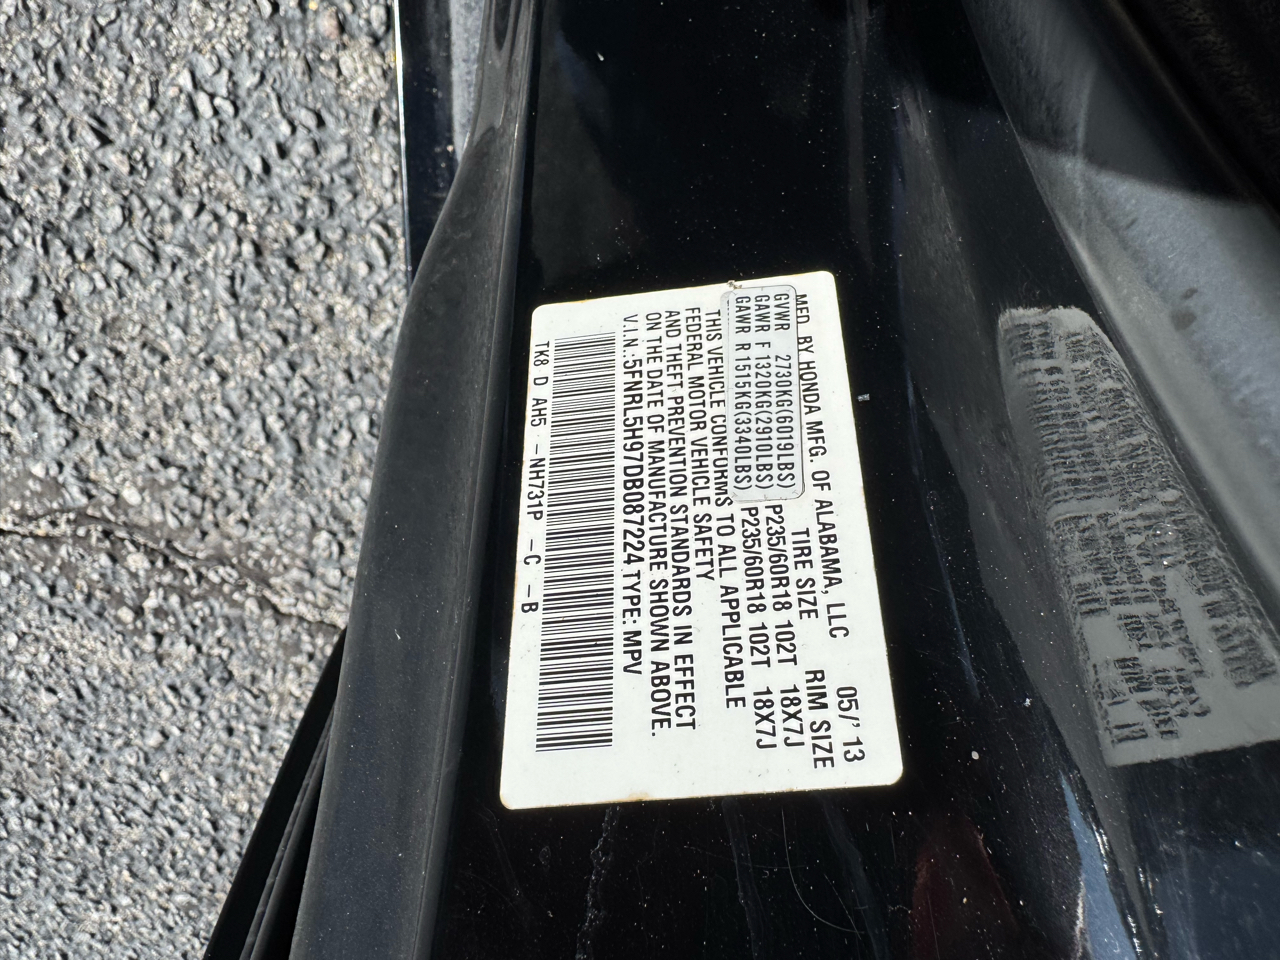 MFD. BY HONDA MFG. OF ALABAMA, LLC 05/' 13
TIRE SIZE RIM SIZE
GVWR 2730KG(6019LBS)
GAWR F 1320KG(2910LBS) P235/60R18 102T 18X7J
GAWR R 1515KG(3340LBS) P235/60R18 102T 18X7J
THIS VEHICLE CONFORMS TO ALL APPLICABLE
FEDERAL MOTOR VEHICLE SAFETY
AND THEFT PREVENTION STANDARDS IN EFFECT
ON THE DATE OF MANUFACTURE SHOWN ABOVE.
V.I.N.:5FNRL5H97DB087224 TYPE: MPV
TK8 D AH5 -NH731P -C -B